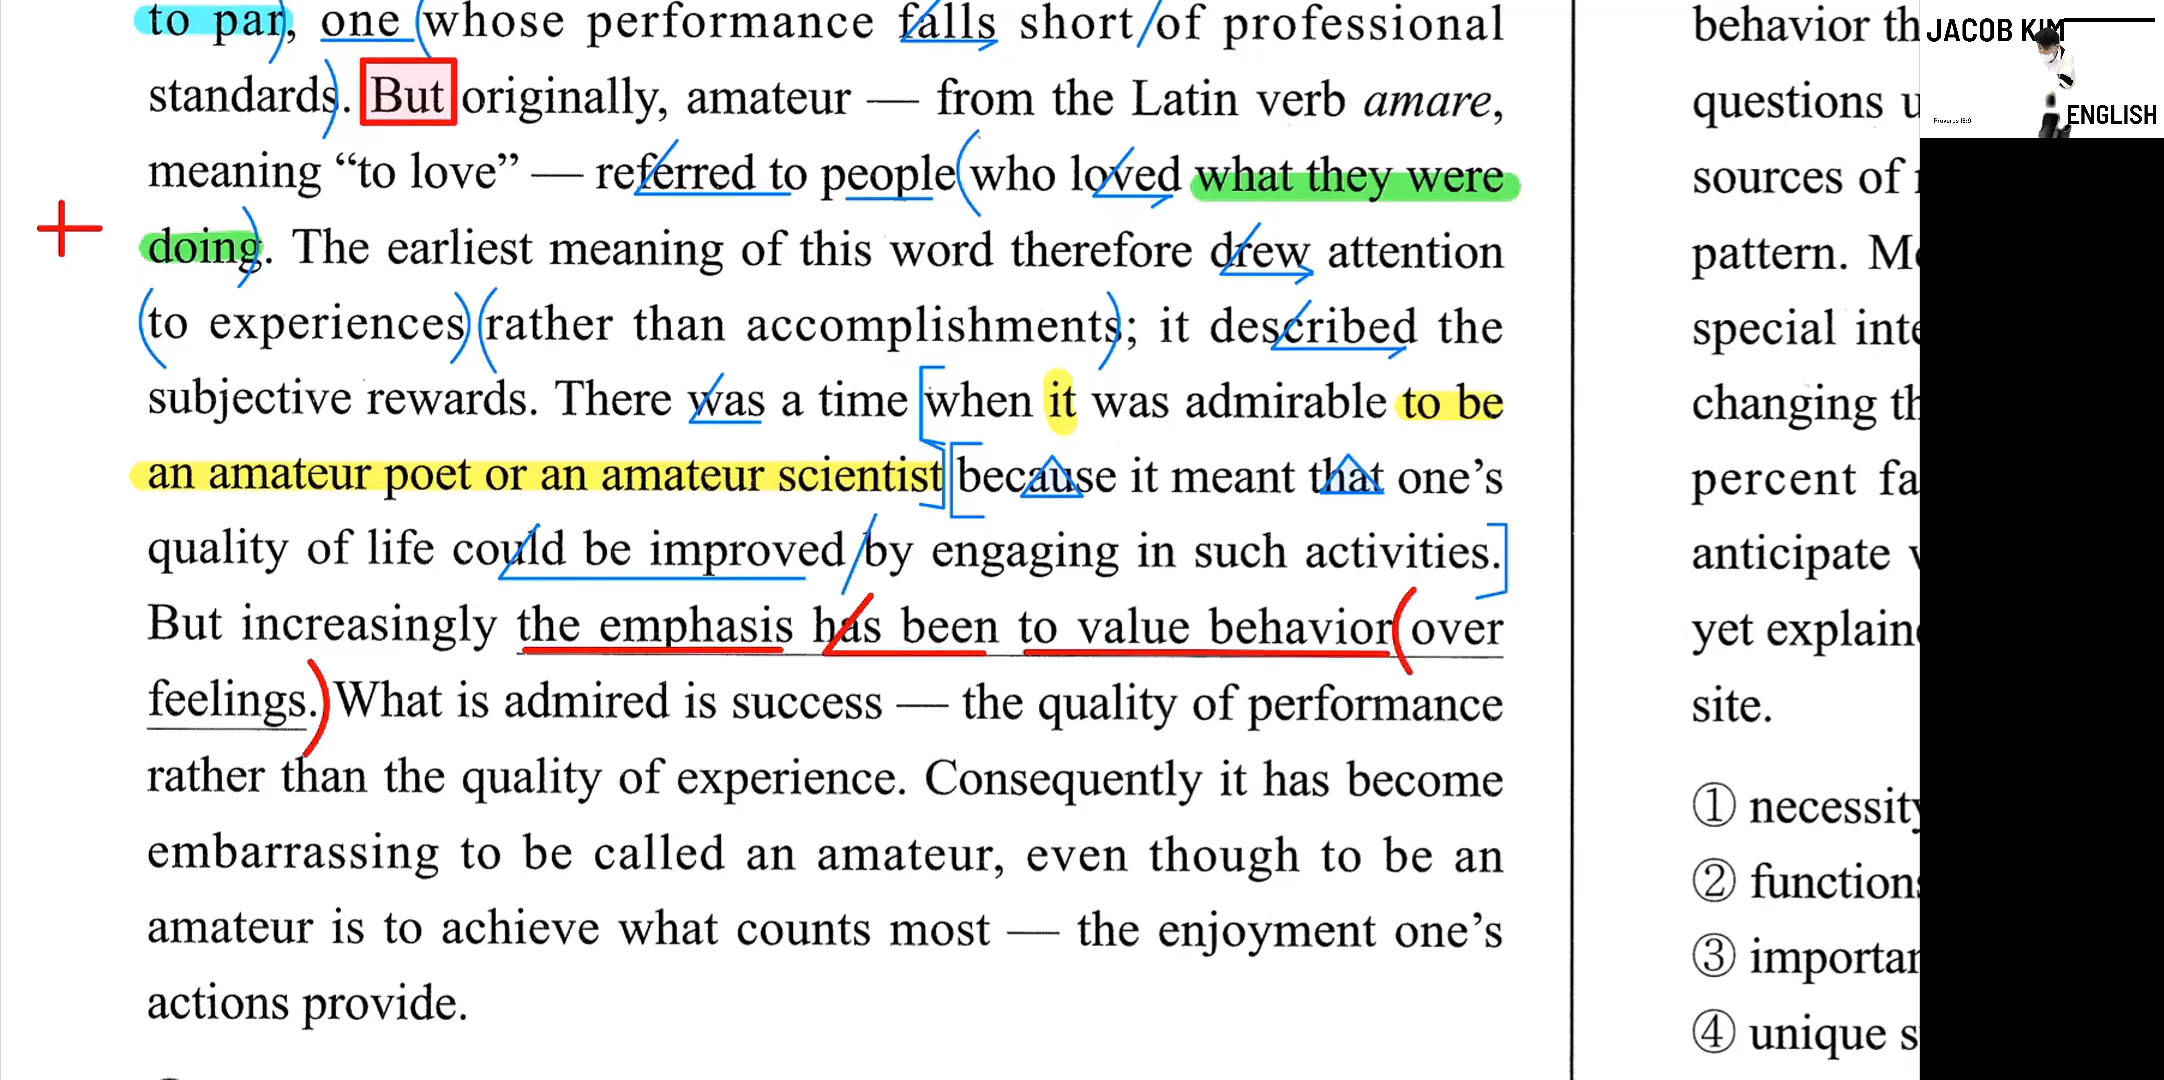 to par), one (whose performance falls short / of professional
standards). But originally, amateur — from the Latin verb amare,
meaning “to love” — referred to people (who loved what they were
doing). The earliest meaning of this word therefore drew attention
(to experiences) (rather than accomplishments); it described the
subjective rewards. There was a time [when it was admirable to be
an amateur poet or an amateur scientist] [because it meant that one’s
quality of life could be improved / by engaging in such activities.]
But increasingly the emphasis has been to value behavior (over
feelings.) What is admired is success — the quality of performance
rather than the quality of experience. Consequently it has become
embarrassing to be called an amateur, even though to be an
amateur is to achieve what counts most — the enjoyment one’s
actions provide.
behavior th
questions u
sources of
pattern. M
special inte
changing th
percent fa
anticipate
yet explain
site.
① necessity
② function
③ importan
④ unique s
JACOB KIM
ENGLISH